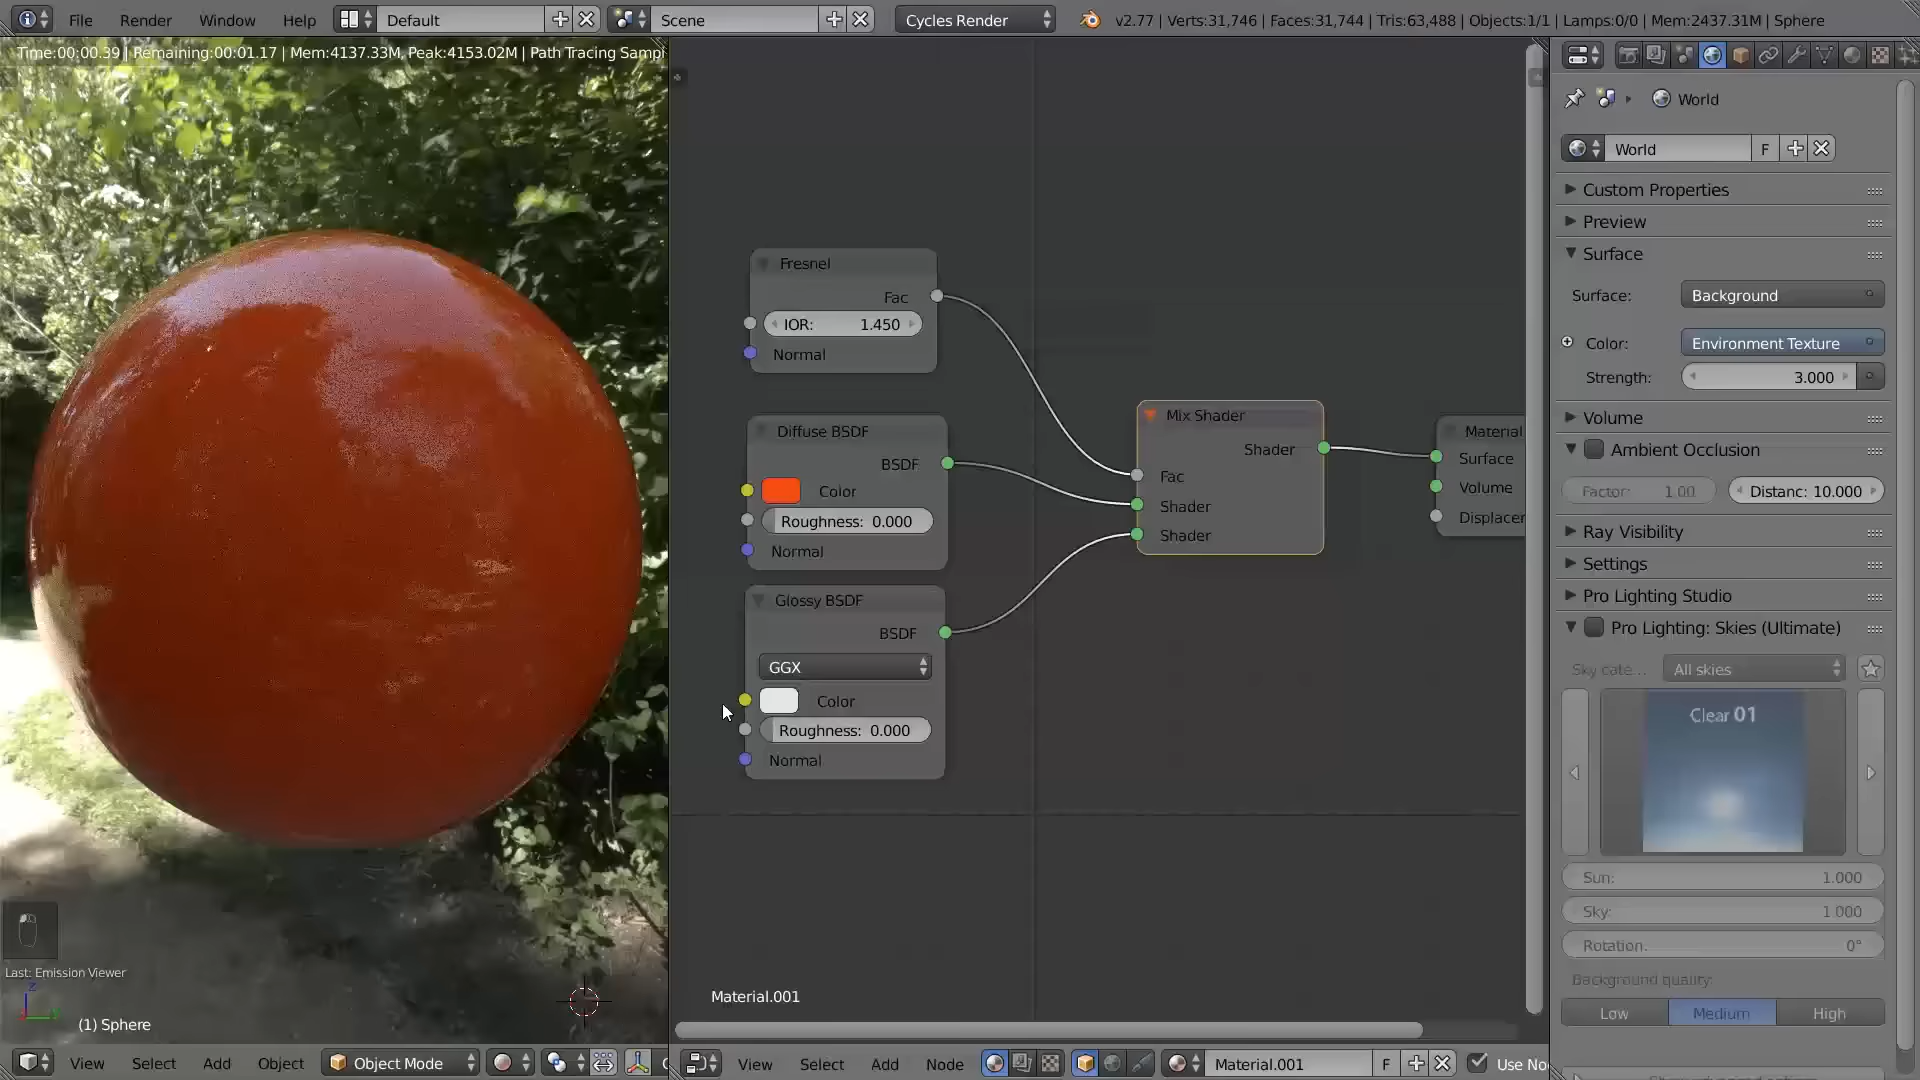 File Render Window Help Default Scene Cycles Render v2.77 | Verts:31,746 | Faces:31,744 | Tris:63,488 | Objects:1/1 | Lamps:0/0 | Mem:2437.31M | Sphere
Time:00:00.39 | Remaining:00:01.17 | Mem:4137.33M, Peak:4153.02M | Path Tracing Sampl
World
World F
Custom Properties
Preview
Surface
Surface: Background
Color: Environment Texture
Strength: 3.000
Volume
Ambient Occlusion
Factor: 1.00 Distanc: 10.000
Ray Visibility
Settings
Pro Lighting Studio
Pro Lighting: Skies (Ultimate)
Sky cate... All skies
Clear 01
Sun: 1.000
Sky: 1.000
Rotation: 0°
Background quality:
Low Medium High
Fresnel
Fac
IOR: 1.450
Normal
Diffuse BSDF
BSDF
Color
Roughness: 0.000
Normal
Glossy BSDF
BSDF
GGX
Color
Roughness: 0.000
Normal
Mix Shader
Shader
Fac
Shader
Shader
Material
Surface
Volume
Displacer
Material.001
Last: Emission Viewer
Z
(1) Sphere
View Select Add Object Object Mode
View Select Add Node Material.001 F Use No